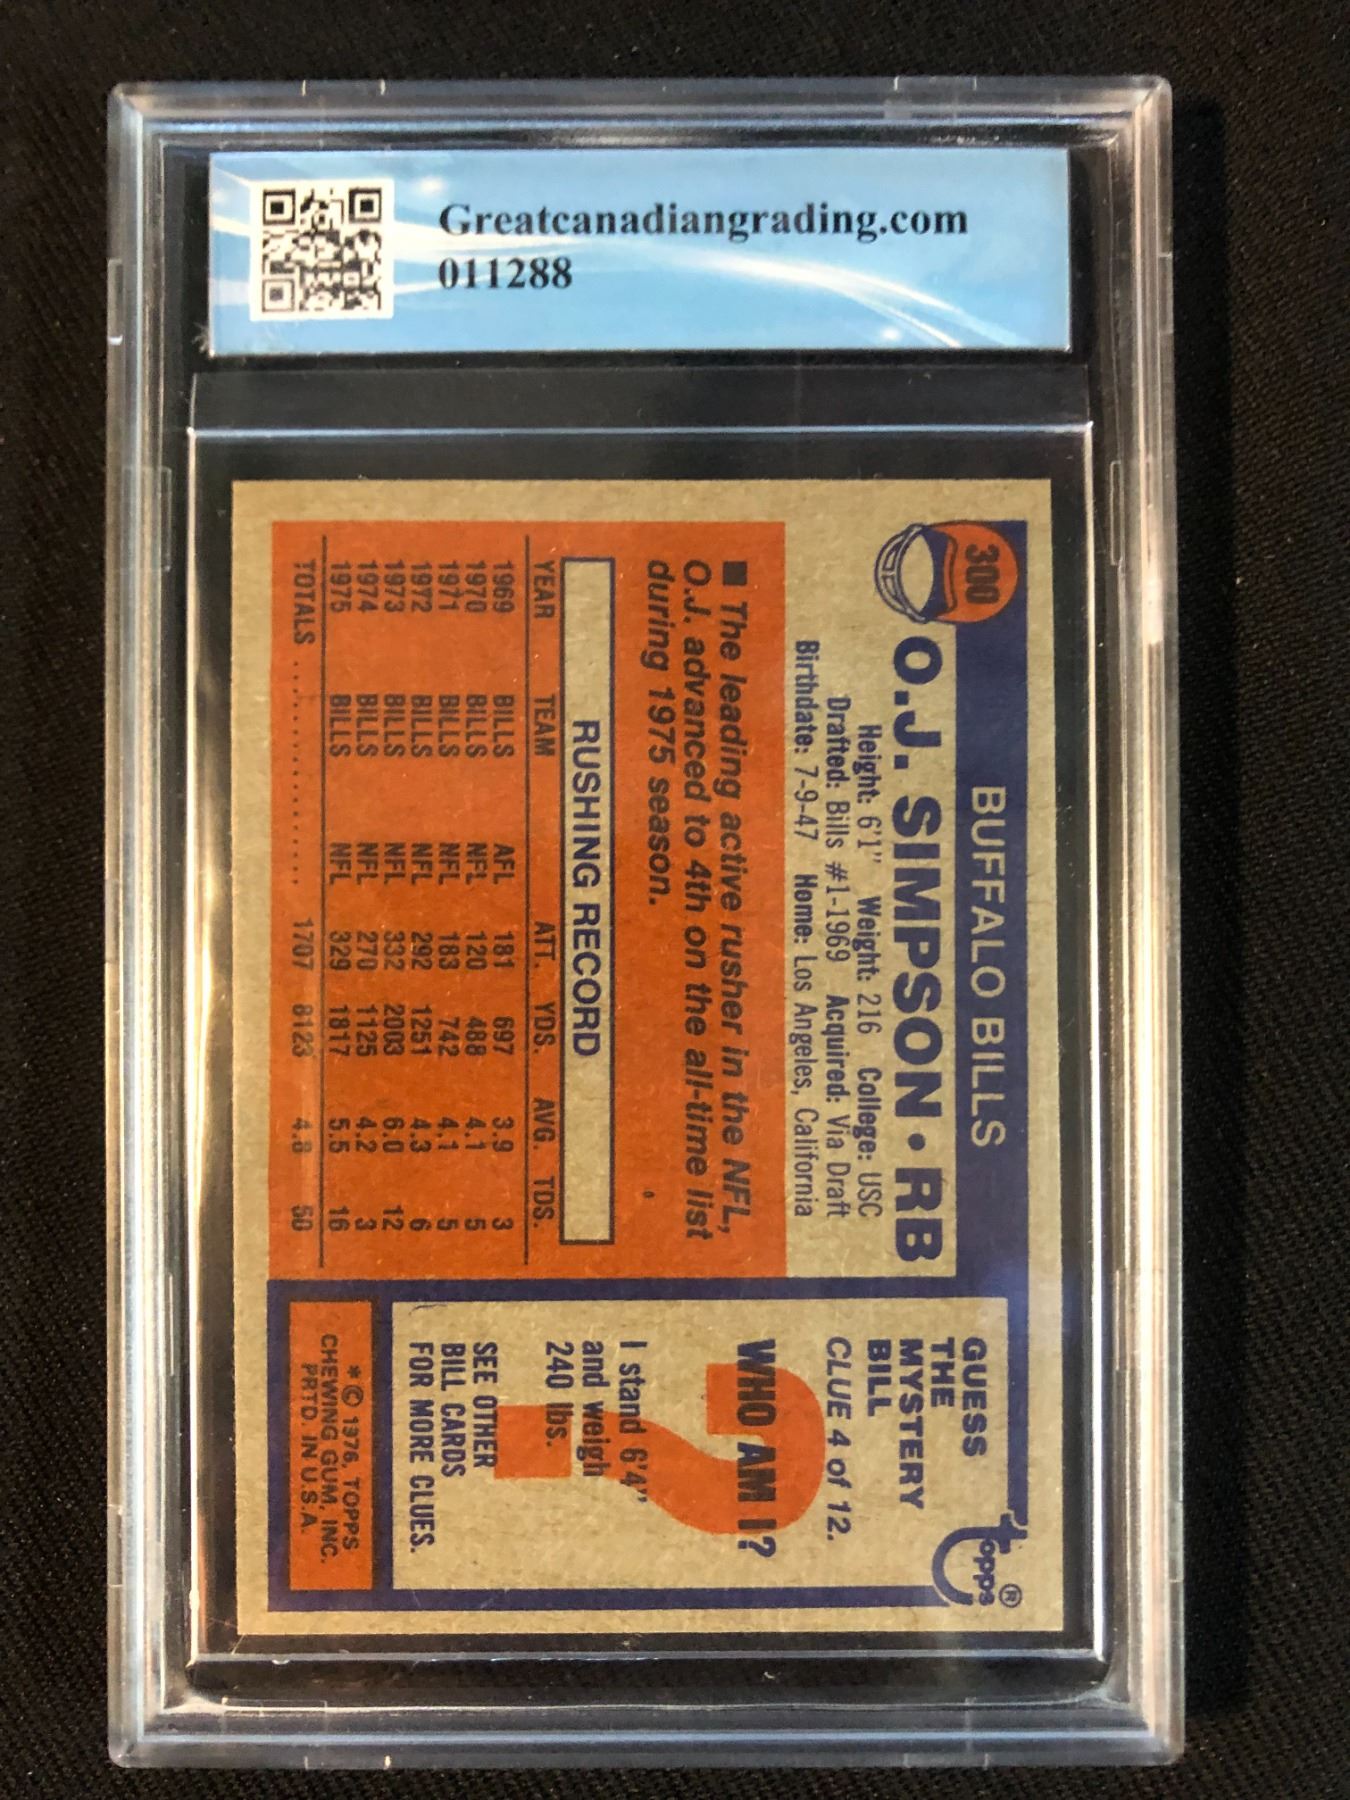 Greatcanadiangrading.com
011288
300
BUFFALO BILLS
O.J. SIMPSON • RB
Height: 6'1" Weight: 216 College: USC
Drafted: Bills #1-1969 Acquired: Via Draft
Birthdate: 7-9-47 Home: Los Angeles, California
■ The leading active rusher in the NFL,
O.J. advanced to 4th on the all-time list
during 1975 season.
RUSHING RECORD
YEAR TEAM ATT. YDS. AVG. TDS.
1969 BILLS AFL 181 697 3.9 3
1970 BILLS NFL 120 488 4.1 5
1971 BILLS NFL 183 742 4.1 5
1972 BILLS NFL 292 1251 4.3 6
1973 BILLS NFL 332 2003 6.0 12
1974 BILLS NFL 270 1125 4.2 3
1975 BILLS NFL 329 1817 5.5 16
TOTALS .................. 1707 8123 4.8 50
topps®
GUESS
THE
MYSTERY
BILL
CLUE 4 of 12.
?
WHO AM I?
I stand 6'4"
and weigh
240 lbs.
SEE OTHER
BILL CARDS
FOR MORE CLUES.
* © 1976, TOPPS
CHEWING GUM, INC.
PRTD. IN U.S.A.